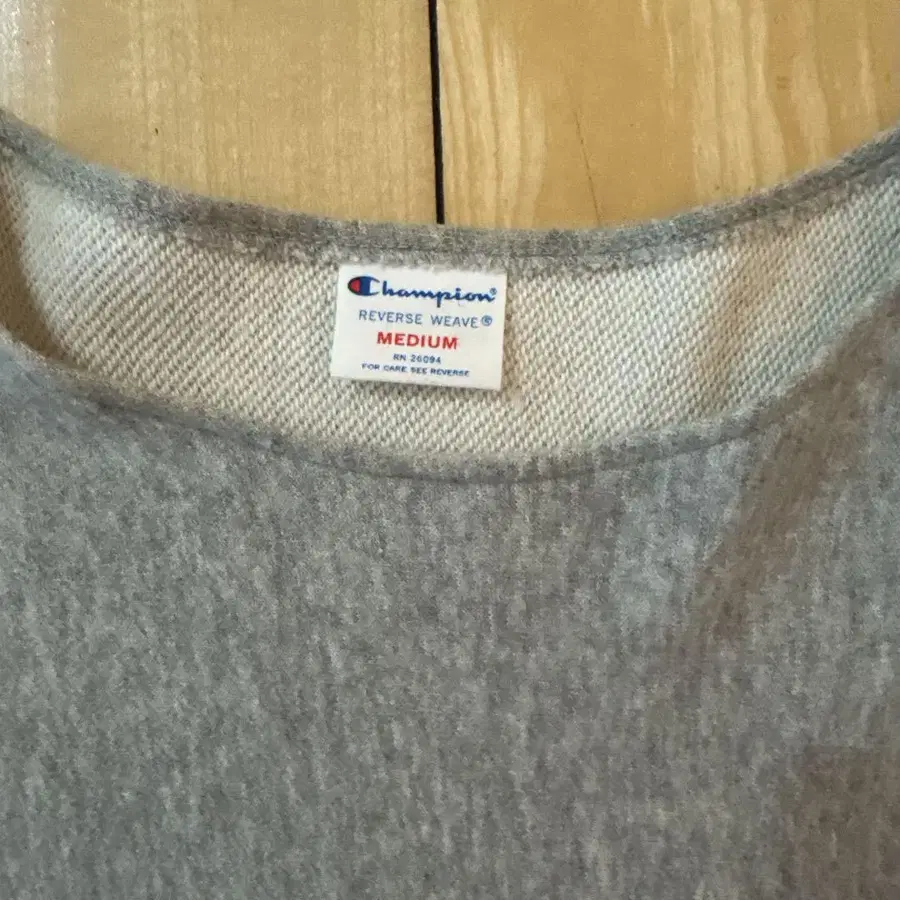 Champion®
REVERSE WEAVE®
MEDIUM
RN 26094
FOR CARE SEE REVERSE